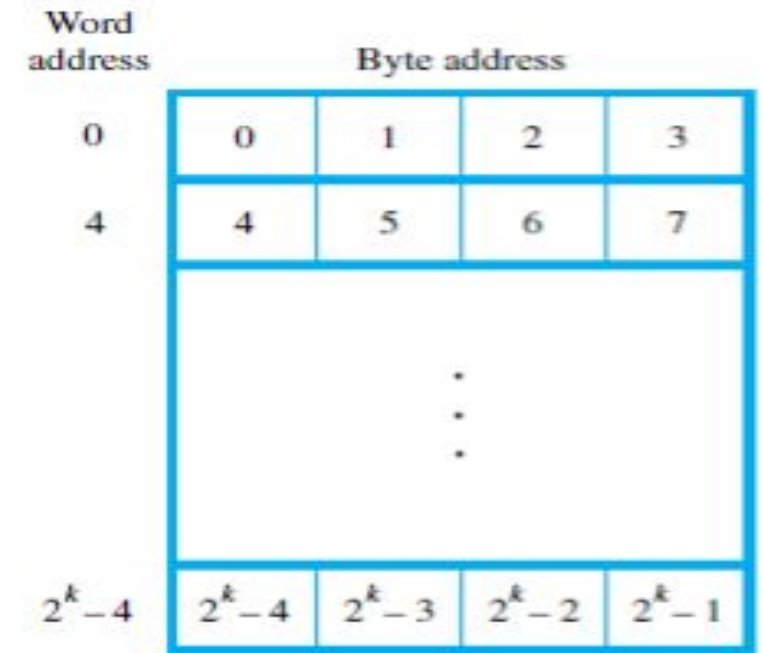 Word
address Byte address
0 0 1 2 3
4 4 5 6 7
2^k – 4 2^k – 4 2^k – 3 2^k – 2 2^k – 1